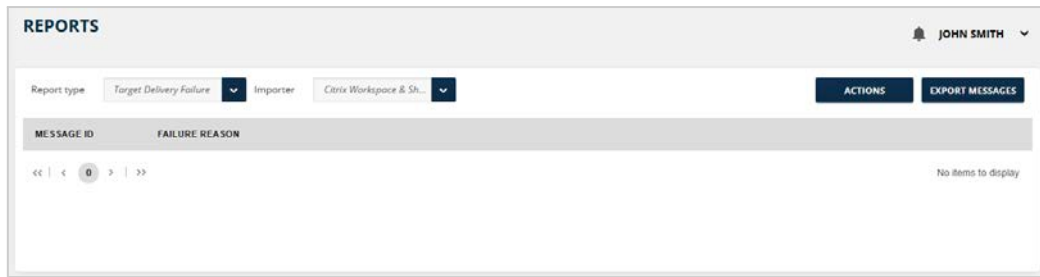 REPORTS
JOHN SMITH
Report type Target Delivery Failure Importer Citrix Workspace & Sh... ACTIONS EXPORT MESSAGES
MESSAGE ID FAILURE REASON
<< | < 0 > | >> No items to display